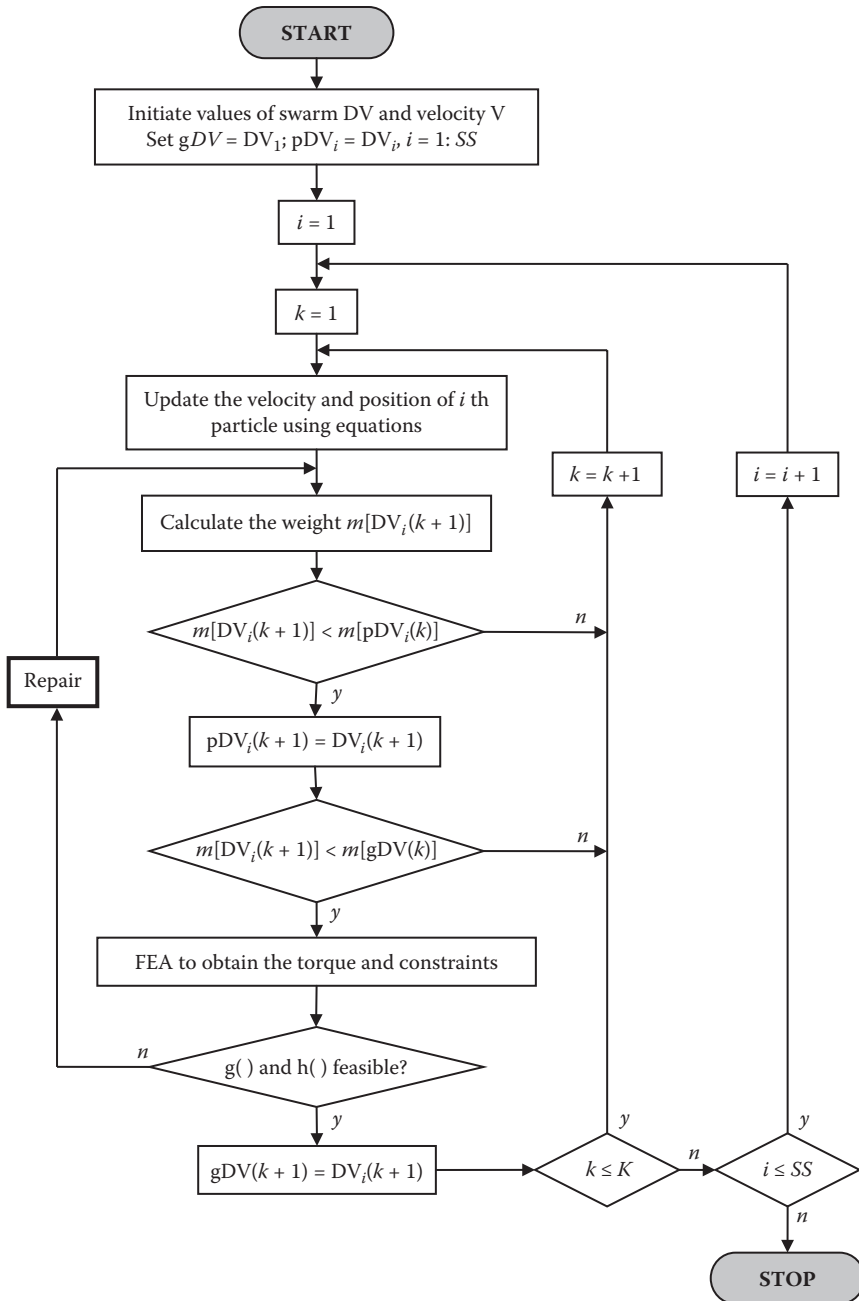 START
Initiate values of swarm DV and velocity V
Set gDV = DV₁; pDVᵢ = DVᵢ, i = 1: SS
i = 1
k = 1
Update the velocity and position of i th
particle using equations
k = k +1
i = i + 1
Calculate the weight m[DVᵢ(k + 1)]
m[DVᵢ(k + 1)] < m[pDVᵢ(k)]
n
Repair
y
pDVᵢ(k + 1) = DVᵢ(k + 1)
m[DVᵢ(k + 1)] < m[gDV(k)]
n
y
FEA to obtain the torque and constraints
n
g( ) and h( ) feasible?
y
y
y
gDV(k + 1) = DVᵢ(k + 1)
k ≤ K
n
i ≤ SS
n
STOP